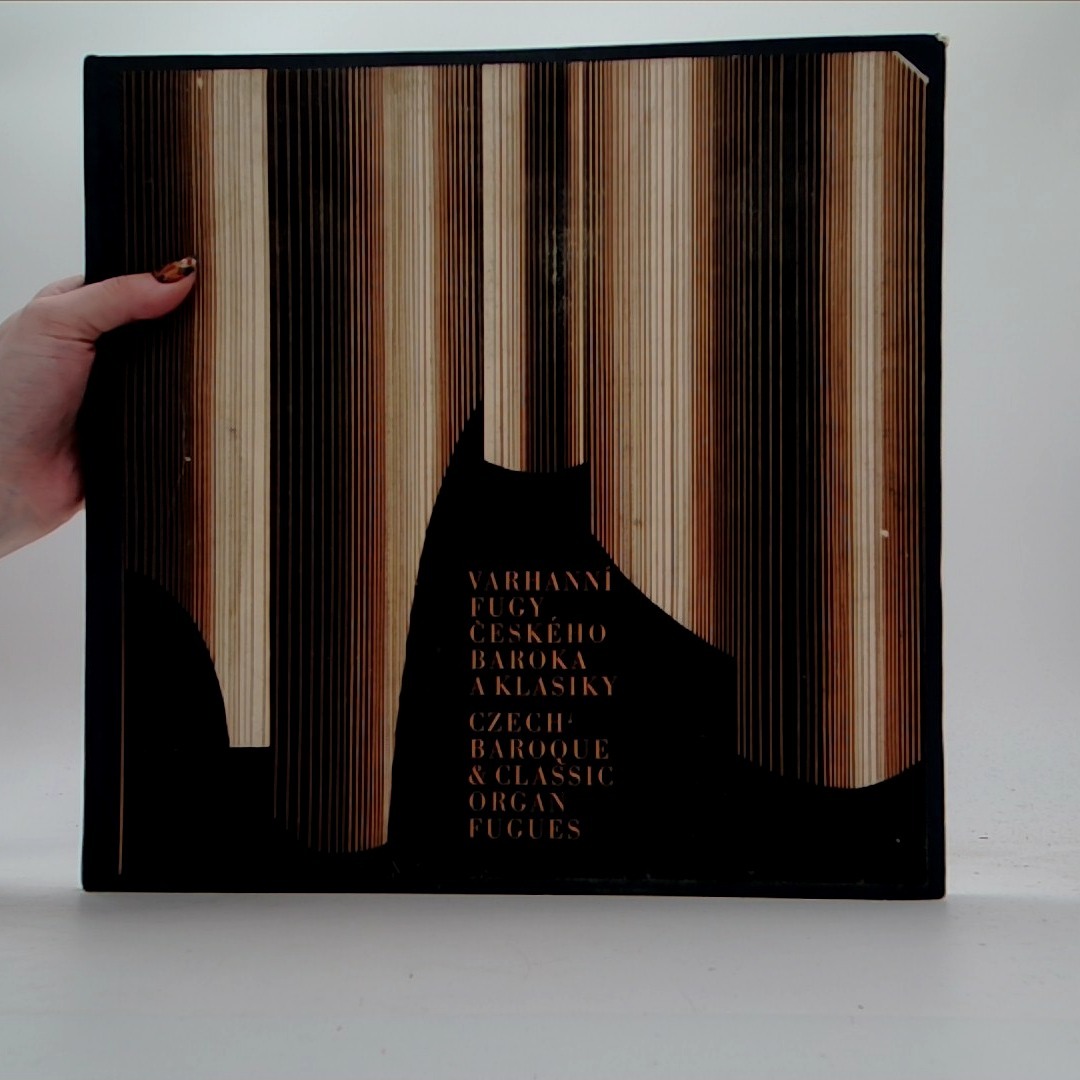 VARHANNÍ
FUGY
ČESKÉHO
BAROKA
A KLASIKY
CZECH
BAROQUE
& CLASSIC
ORGAN
FUGUES